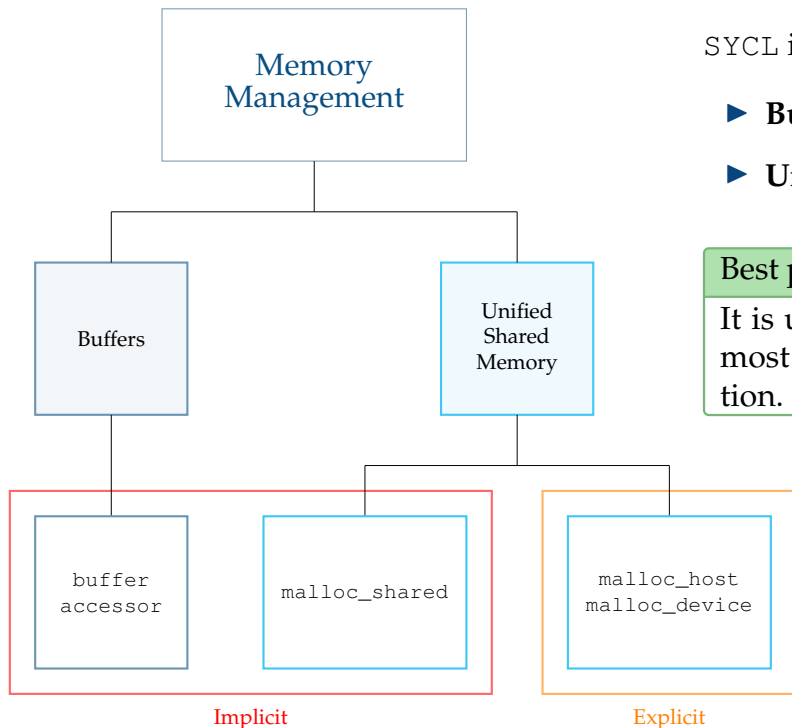 Memory
Management
Buffers
Unified
Shared
Memory
buffer
accessor
malloc_shared
malloc_host
malloc_device
Implicit
Explicit
SYCL
Best
It is
most
tion.